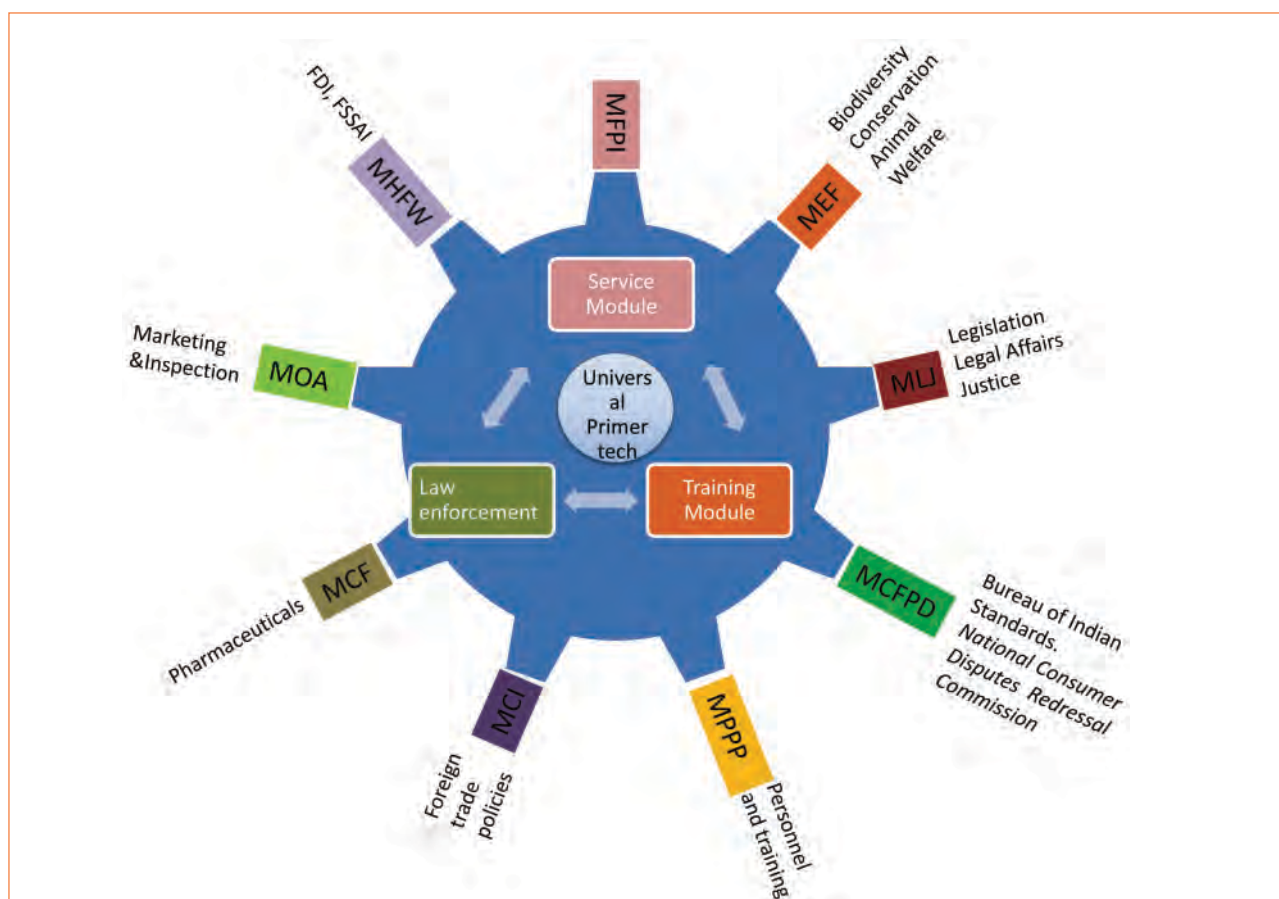 MFPI
FDI, FSSAI
MHFW
Biodiversity
Conservation
Animal
Welfare
MEF
Service
Module
Marketing
&Inspection
MOA
Legislation
Legal Affairs
Justice
MLJ
Univers
al
Primer
tech
Law
enforcement
Training
Module
Pharmaceuticals
MCF
MCFPD
Bureau of Indian
Standards.
National Consumer
Disputes Redressal
Commission
MCI
Foreign
trade
policies
MPPP
Personnel
and training